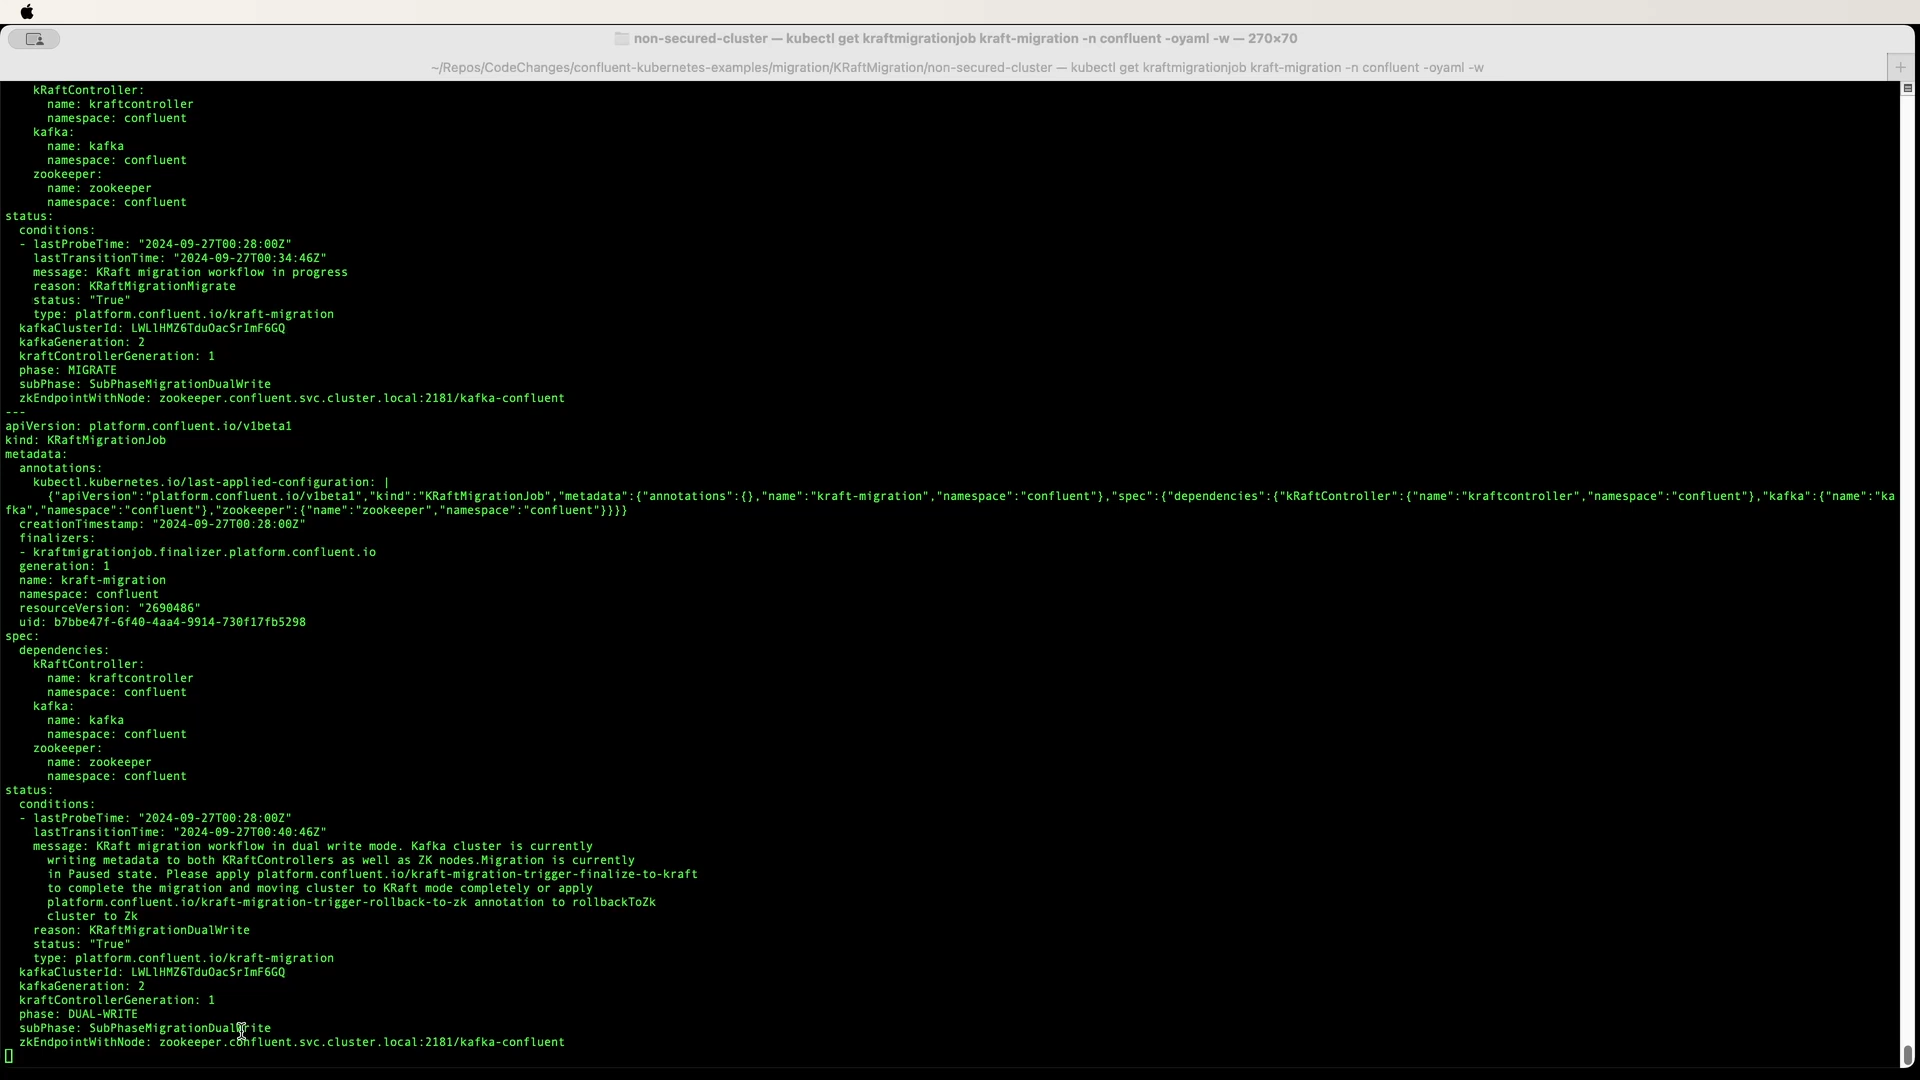 non-secured-cluster — kubectl get kraftmigrationjob kraft-migration -n confluent -oyaml -w — 270×70
~/Repos/CodeChanges/confluent-kubernetes-examples/migration/KRaftMigration/non-secured-cluster — kubectl get kraftmigrationjob kraft-migration -n confluent -oyaml -w
    kRaftController:
      name: kraftcontroller
      namespace: confluent
    kafka:
      name: kafka
      namespace: confluent
    zookeeper:
      name: zookeeper
      namespace: confluent
status:
  conditions:
  - lastProbeTime: "2024-09-27T00:28:00Z"
    lastTransitionTime: "2024-09-27T00:34:46Z"
    message: KRaft migration workflow in progress
    reason: KRaftMigrationMigrate
    status: "True"
    type: platform.confluent.io/kraft-migration
  kafkaClusterId: LWLlHMZ6TduOacSrImF6GQ
  kafkaGeneration: 2
  kraftControllerGeneration: 1
  phase: MIGRATE
  subPhase: SubPhaseMigrationDualWrite
  zkEndpointWithNode: zookeeper.confluent.svc.cluster.local:2181/kafka-confluent
---
apiVersion: platform.confluent.io/v1beta1
kind: KRaftMigrationJob
metadata:
  annotations:
    kubectl.kubernetes.io/last-applied-configuration: |
      {"apiVersion":"platform.confluent.io/v1beta1","kind":"KRaftMigrationJob","metadata":{"annotations":{},"name":"kraft-migration","namespace":"confluent"},"spec":{"dependencies":{"kRaftController":{"name":"kraftcontroller","namespace":"confluent"},"kafka":{"name":"ka
fka","namespace":"confluent"},"zookeeper":{"name":"zookeeper","namespace":"confluent"}}}}
  creationTimestamp: "2024-09-27T00:28:00Z"
  finalizers:
  - kraftmigrationjob.finalizer.platform.confluent.io
  generation: 1
  name: kraft-migration
  namespace: confluent
  resourceVersion: "2690486"
  uid: b7bbe47f-6f40-4aa4-9914-730f17fb5298
spec:
  dependencies:
    kRaftController:
      name: kraftcontroller
      namespace: confluent
    kafka:
      name: kafka
      namespace: confluent
    zookeeper:
      name: zookeeper
      namespace: confluent
status:
  conditions:
  - lastProbeTime: "2024-09-27T00:28:00Z"
    lastTransitionTime: "2024-09-27T00:40:46Z"
    message: KRaft migration workflow in dual write mode. Kafka cluster is currently
      writing metadata to both KRaftControllers as well as ZK nodes.Migration is currently
      in Paused state. Please apply platform.confluent.io/kraft-migration-trigger-finalize-to-kraft
      to complete the migration and moving cluster to KRaft mode completely or apply
      platform.confluent.io/kraft-migration-trigger-rollback-to-zk annotation to rollbackToZk
      cluster to Zk
    reason: KRaftMigrationDualWrite
    status: "True"
    type: platform.confluent.io/kraft-migration
  kafkaClusterId: LWLlHMZ6TduOacSrImF6GQ
  kafkaGeneration: 2
  kraftControllerGeneration: 1
  phase: DUAL-WRITE
  subPhase: SubPhaseMigrationDualWrite
  zkEndpointWithNode: zookeeper.confluent.svc.cluster.local:2181/kafka-confluent